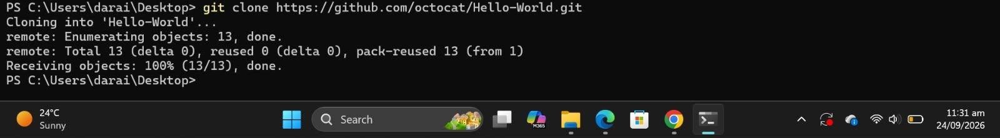 PS C:\Users\darai\Desktop> git clone https://github.com/octocat/Hello-World.git
Cloning into 'Hello-World'...
remote: Enumerating objects: 13, done.
remote: Total 13 (delta 0), reused 0 (delta 0), pack-reused 13 (from 1)
Receiving objects: 100% (13/13), done.
PS C:\Users\darai\Desktop>
24°C
Sunny
Search
M365
11:31 am
24/09/2026